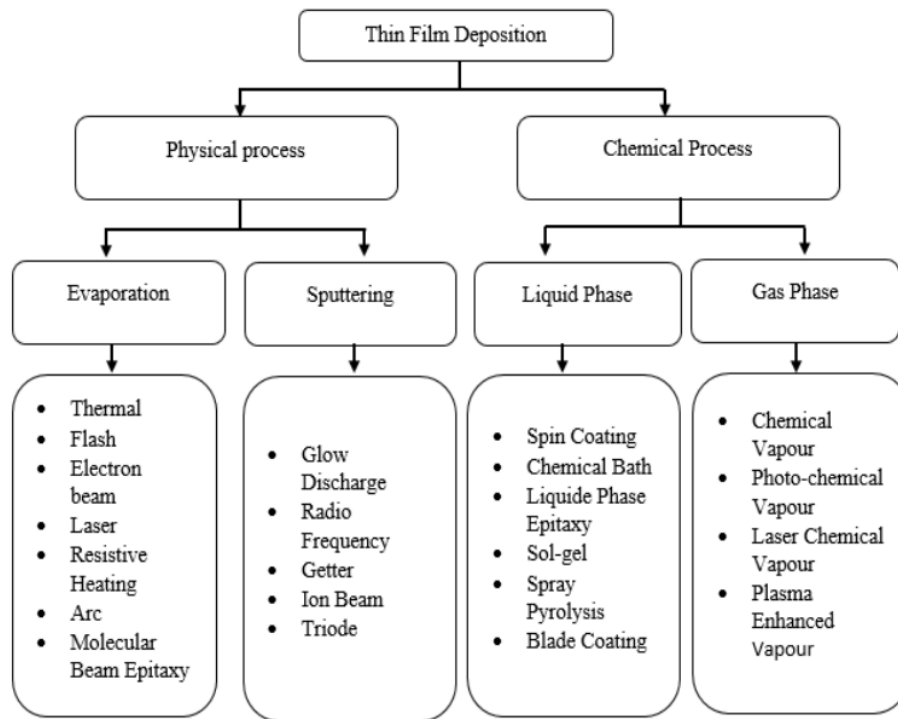 Thin Film Deposition
Physical process
Chemical Process
Evaporation
Sputtering
Liquid Phase
Gas Phase
• Thermal
• Flash
• Electron
beam
• Laser
• Resistive
Heating
• Arc
• Molecular
Beam Epitaxy
• Glow
Discharge
• Radio
Frequency
• Getter
• Ion Beam
• Triode
• Spin Coating
• Chemical Bath
• Liquide Phase
Epitaxy
• Sol-gel
• Spray
Pyrolysis
• Blade Coating
• Chemical
Vapour
• Photo-chemical
Vapour
• Laser Chemical
Vapour
• Plasma
Enhanced
Vapour